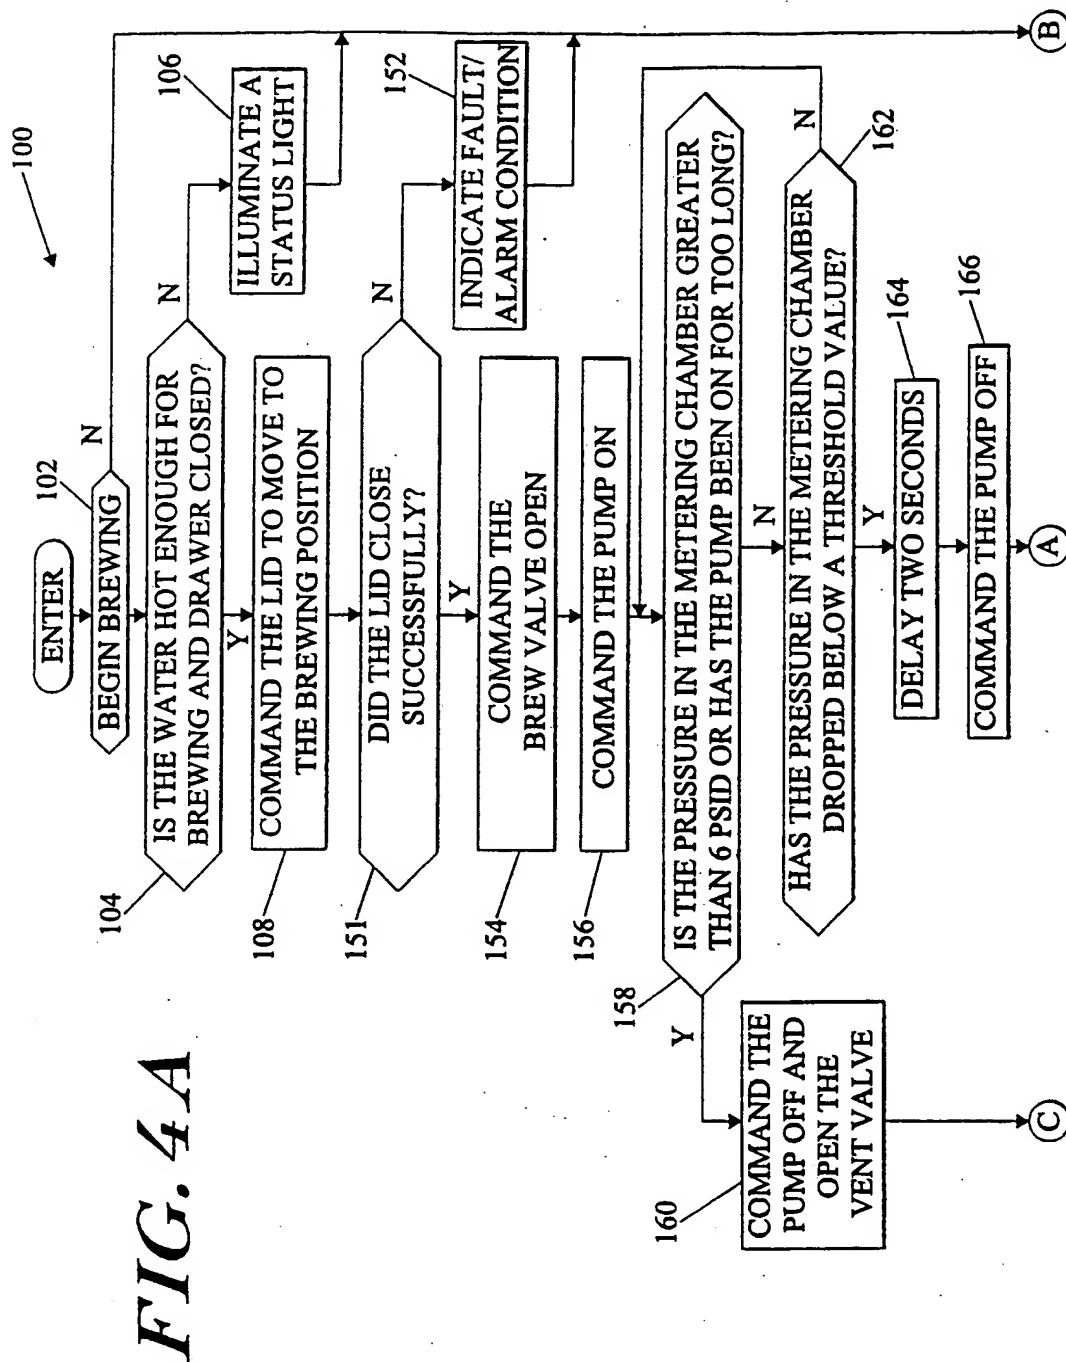 FIG. 4A
100
ENTER
102
BEGIN BREWING
N
104
IS THE WATER HOT ENOUGH FOR
BREWING AND DRAWER CLOSED?
N
Y
106
ILLUMINATE A
STATUS LIGHT
108
COMMAND THE LID TO MOVE TO
THE BREWING POSITION
151
DID THE LID CLOSE
SUCCESSFULLY?
N
Y
152
INDICATE FAULT/
ALARM CONDITION
154
COMMAND THE
BREW VALVE OPEN
156
COMMAND THE PUMP ON
158
IS THE PRESSURE IN THE METERING CHAMBER GREATER
THAN 6 PSID OR HAS THE PUMP BEEN ON FOR TOO LONG?
Y
N
160
COMMAND THE
PUMP OFF AND
OPEN THE
VENT VALVE
162
HAS THE PRESSURE IN THE METERING CHAMBER
DROPPED BELOW A THRESHOLD VALUE?
N
Y
164
DELAY TWO SECONDS
166
COMMAND THE PUMP OFF
C
A
B